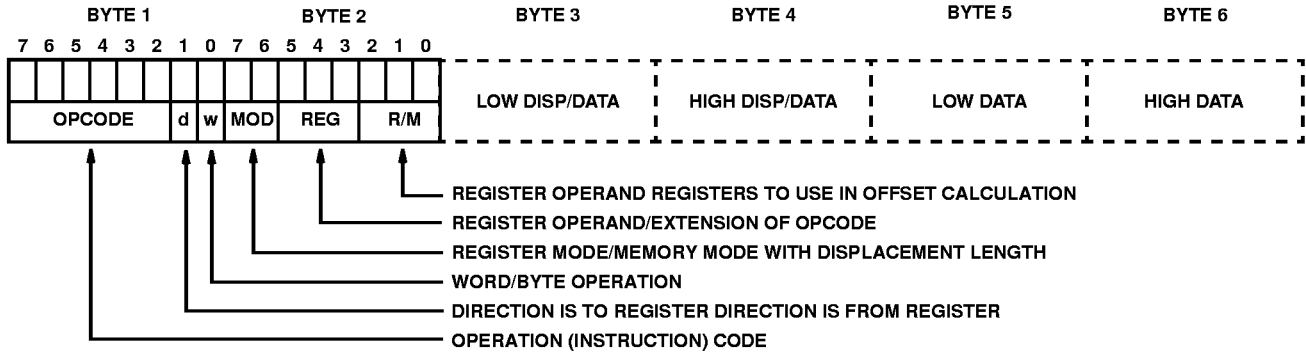 BYTE 1 BYTE 2 BYTE 3 BYTE 4 BYTE 5 BYTE 6
7 6 5 4 3 2 1 0 7 6 5 4 3 2 1 0
LOW DISP/DATA HIGH DISP/DATA LOW DATA HIGH DATA
OPCODE d w MOD REG R/M
REGISTER OPERAND REGISTERS TO USE IN OFFSET CALCULATION
REGISTER OPERAND/EXTENSION OF OPCODE
REGISTER MODE/MEMORY MODE WITH DISPLACEMENT LENGTH
WORD/BYTE OPERATION
DIRECTION IS TO REGISTER DIRECTION IS FROM REGISTER
OPERATION (INSTRUCTION) CODE